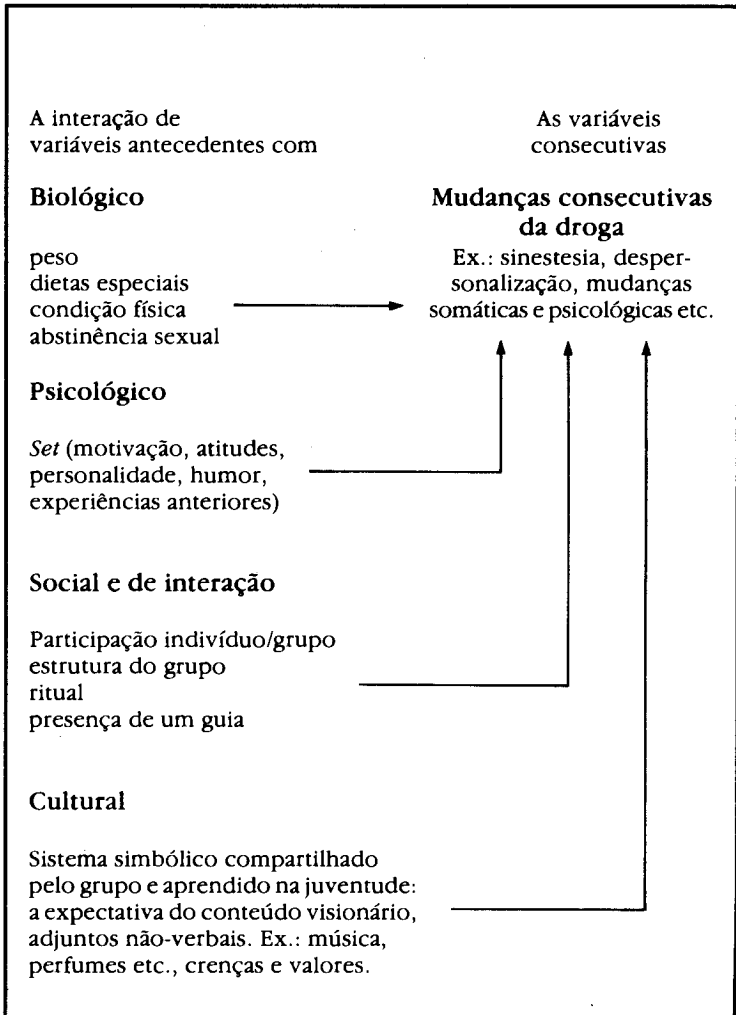 A interação de
variáveis antecedentes com
As variáveis
consecutivas
Biológico
peso
dietas especiais
condição física
abstinência sexual
Mudanças consecutivas
da droga
Ex.: sinestesia, desper-
sonalização, mudanças
somáticas e psicológicas etc.
Psicológico
Set (motivação, atitudes,
personalidade, humor,
experiências anteriores)
Social e de interação
Participação indivíduo/grupo
estrutura do grupo
ritual
presença de um guia
Cultural
Sistema simbólico compartilhado
pelo grupo e aprendido na juventude:
a expectativa do conteúdo visionário,
adjuntos não-verbais. Ex.: música,
perfumes etc., crenças e valores.